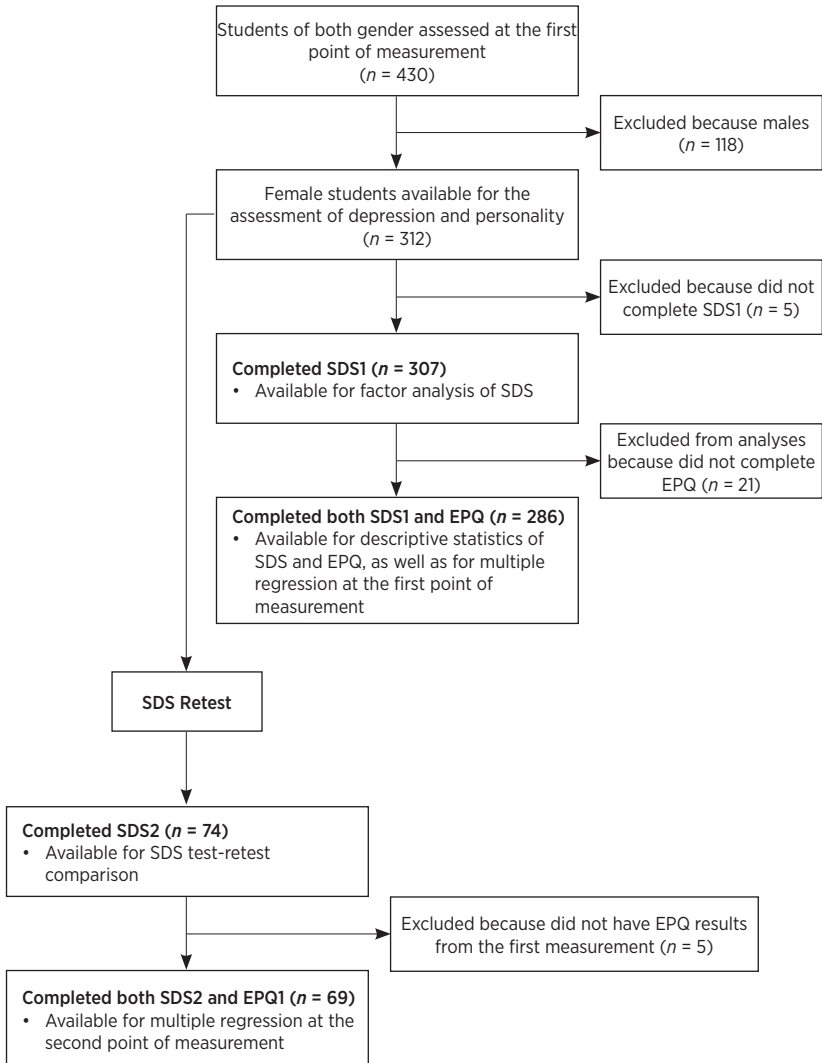 Students of both gender assessed at the first
point of measurement
(n = 430)
Excluded because males
(n = 118)
Female students available for the
assessment of depression and personality
(n = 312)
Excluded because did not
complete SDS1 (n = 5)
Completed SDS1 (n = 307)
• Available for factor analysis of SDS
Excluded from analyses
because did not complete
EPQ (n = 21)
Completed both SDS1 and EPQ (n = 286)
• Available for descriptive statistics of
SDS and EPQ, as well as for multiple
regression at the first point of
measurement
SDS Retest
Completed SDS2 (n = 74)
• Available for SDS test-retest
comparison
Excluded because did not have EPQ results
from the first measurement (n = 5)
Completed both SDS2 and EPQ1 (n = 69)
• Available for multiple regression at the
second point of measurement